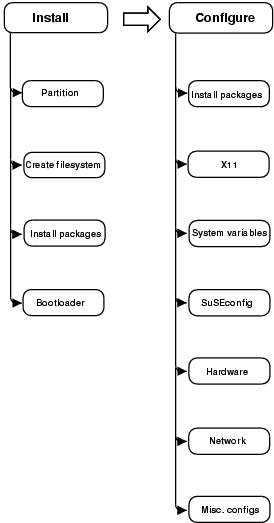 Install
Configure
Partition
Create filesystem
Install packages
Bootloader
Install packages
X11
System variables
SuSEconfig
Hardware
Network
Misc. configs